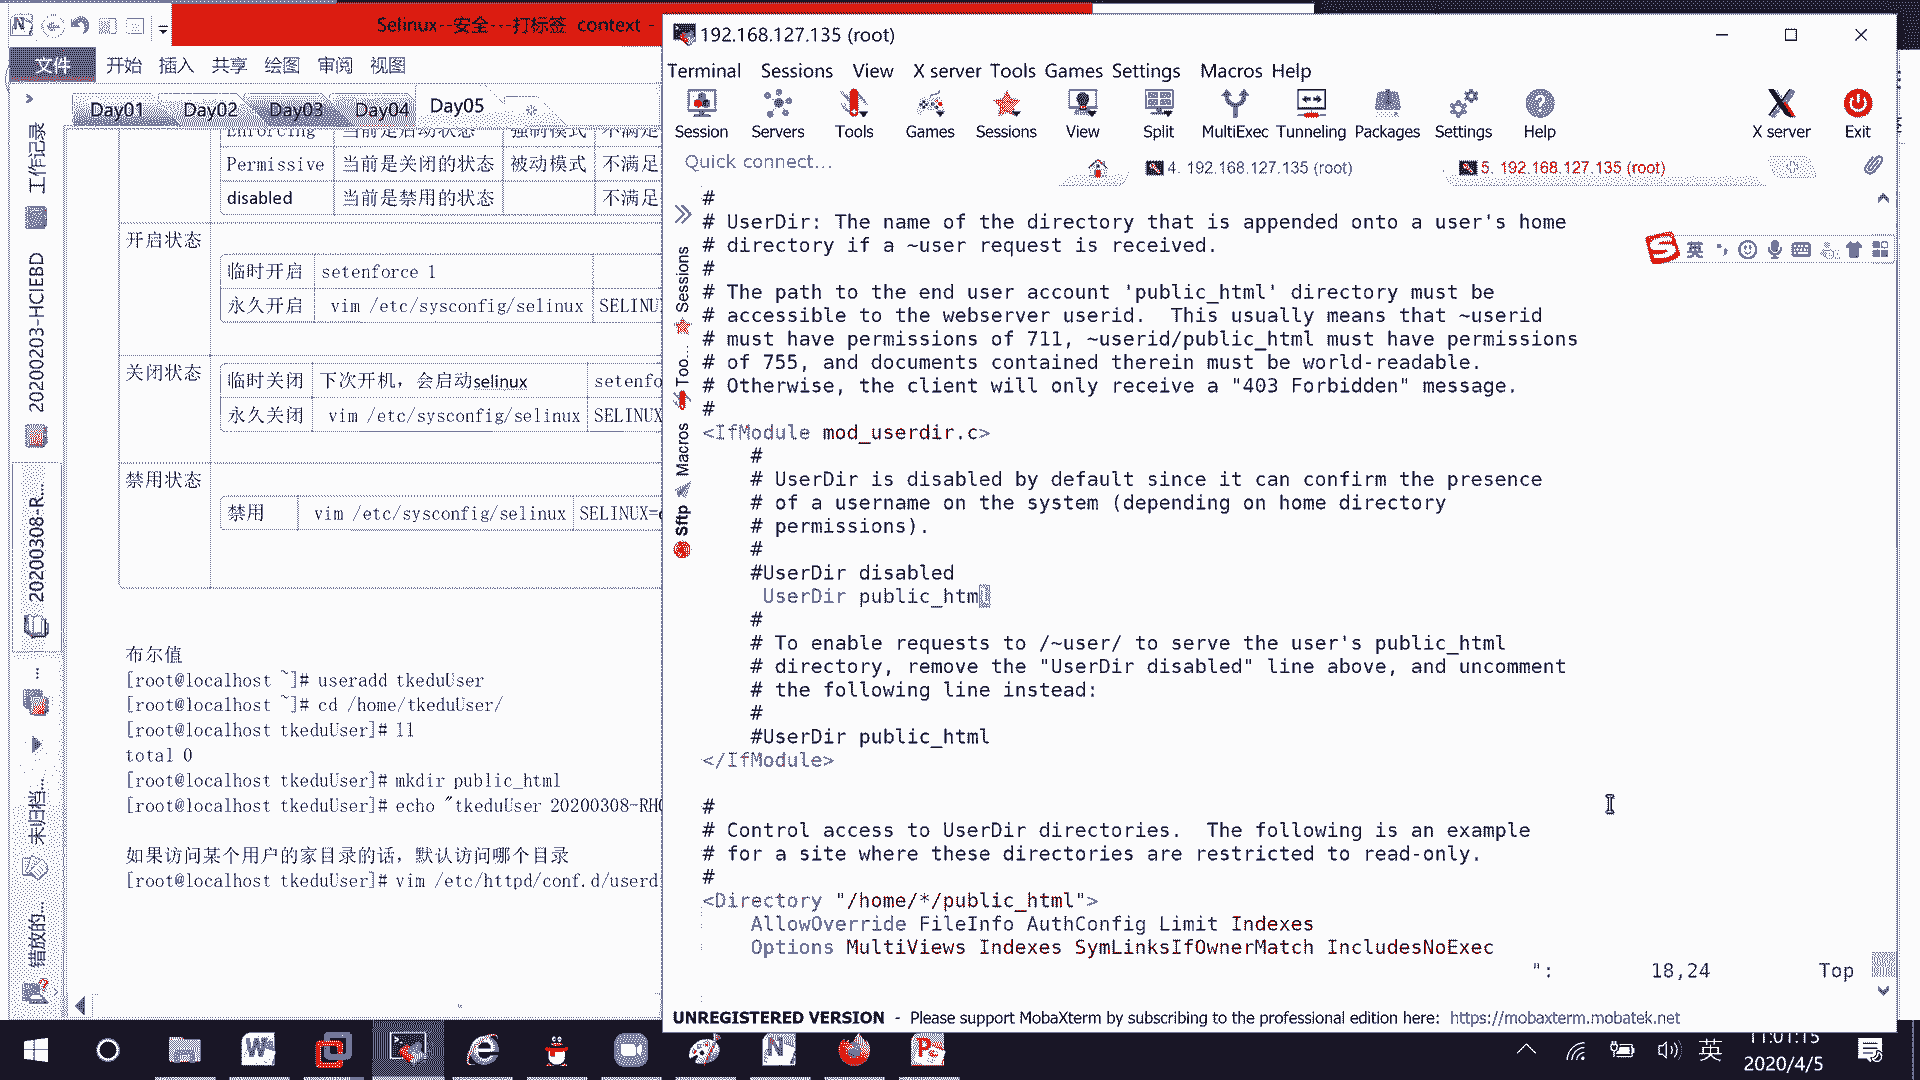 Selinux--安全---打标签 context -
文件 开始 插入 共享 绘图 审阅 视图
Day01 Day02 Day03 Day04 Day05
工作记录
20200203-HCIEBD
20200308-R...
...
未归档...
错放的...
Enforcing 当前是启动状态 强制模式 不满足
Permissive 当前是关闭的状态 被动模式 不满足
disabled 当前是禁用的状态 不满足
开启状态
临时开启 setenforce 1
永久开启 vim /etc/sysconfig/selinux SELINU
关闭状态
临时关闭 下次开机，会启动selinux setenfo
永久关闭 vim /etc/sysconfig/selinux SELINUX
禁用状态
禁用 vim /etc/sysconfig/selinux SELINUX=
布尔值
[root@localhost ~]# useradd tkeduUser
[root@localhost ~]# cd /home/tkeduUser/
[root@localhost tkeduUser]# ll
total 0
[root@localhost tkeduUser]# mkdir public_html
[root@localhost tkeduUser]# echo "tkeduUser 20200308-RH
如果访问某个用户的家目录的话，默认访问哪个目录
[root@localhost tkeduUser]# vim /etc/httpd/conf.d/userd
192.168.127.135 (root)
Terminal Sessions View X server Tools Games Settings Macros Help
Session Servers Tools Games Sessions View Split MultiExec Tunneling Packages Settings Help X server Exit
Quick connect...
4. 192.168.127.135 (root) 5. 192.168.127.135 (root)
Sessions
Too...
Macros
Sftp
英
#
# UserDir: The name of the directory that is appended onto a user's home
# directory if a ~user request is received.
#
# The path to the end user account 'public_html' directory must be
# accessible to the webserver userid.  This usually means that ~userid
# must have permissions of 711, ~userid/public_html must have permissions
# of 755, and documents contained therein must be world-readable.
# Otherwise, the client will only receive a "403 Forbidden" message.
#
<IfModule mod_userdir.c>
#
# UserDir is disabled by default since it can confirm the presence
# of a username on the system (depending on home directory
# permissions).
#
#UserDir disabled
UserDir public_html
#
# To enable requests to /~user/ to serve the user's public_html
# directory, remove the "UserDir disabled" line above, and uncomment
# the following line instead:
#
#UserDir public_html
</IfModule>
#
# Control access to UserDir directories.  The following is an example
# for a site where these directories are restricted to read-only.
#
<Directory "/home/*/public_html">
AllowOverride FileInfo AuthConfig Limit Indexes
Options MultiViews Indexes SymLinksIfOwnerMatch IncludesNoExec
": 18,24 Top
UNREGISTERED VERSION - Please support MobaXterm by subscribing to the professional edition here: https://mobaxterm.mobatek.net
英
11:01:15
2020/4/5